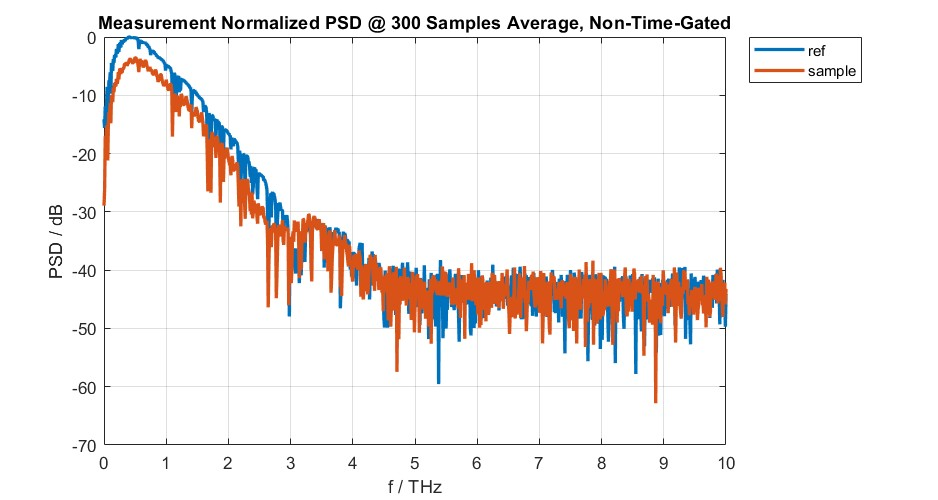 Measurement Normalized PSD @ 300 Samples Average, Non-Time-Gated
ref
sample
0
-10
-20
-30
-40
-50
-60
-70
PSD / dB
0 1 2 3 4 5 6 7 8 9 10
f / THz